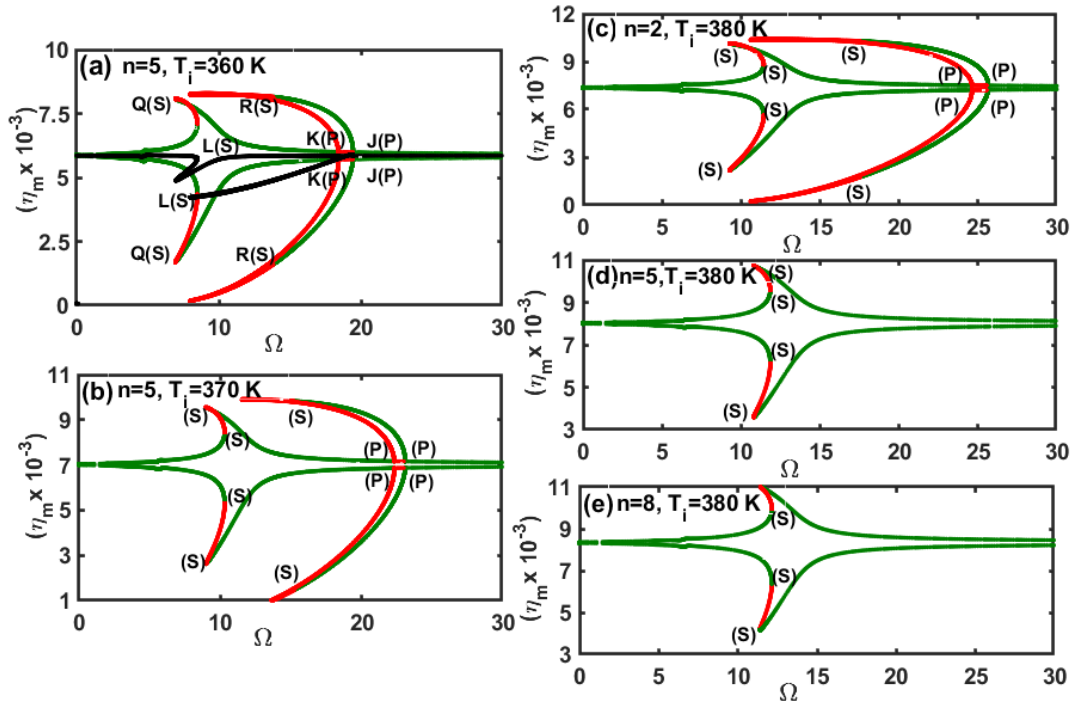 (a) n=5, T_i=360 K
(η_m x 10^-3)
10
7.5
5
2.5
0
Q(S)
R(S)
L(S)
K(P)
J(P)
K(P)
J(P)
L(S)
Q(S)
R(S)
0
10
20
30
Ω
(b) n=5, T_i=370 K
(η_m x 10^-3)
11
9
7
5
3
1
(S)
(S)
(S)
(P)
(P)
(P)
(P)
(S)
(S)
(S)
0
10
20
30
Ω
(c) n=2, T_i=380 K
(η_m x 10^-3)
12
9
6
3
0
(S)
(S)
(S)
(P)
(P)
(P)
(P)
(S)
(S)
(S)
0
5
10
15
20
25
30
Ω
(d) n=5,T_i=380 K
(η_m x 10^-3)
11
9
7
5
3
(S)
(S)
(S)
(S)
0
5
10
15
20
25
30
Ω
(e) n=8, T_i=380 K
(η_m x 10^-3)
11
9
7
5
3
(S)
(S)
(S)
0
5
10
15
20
25
30
Ω